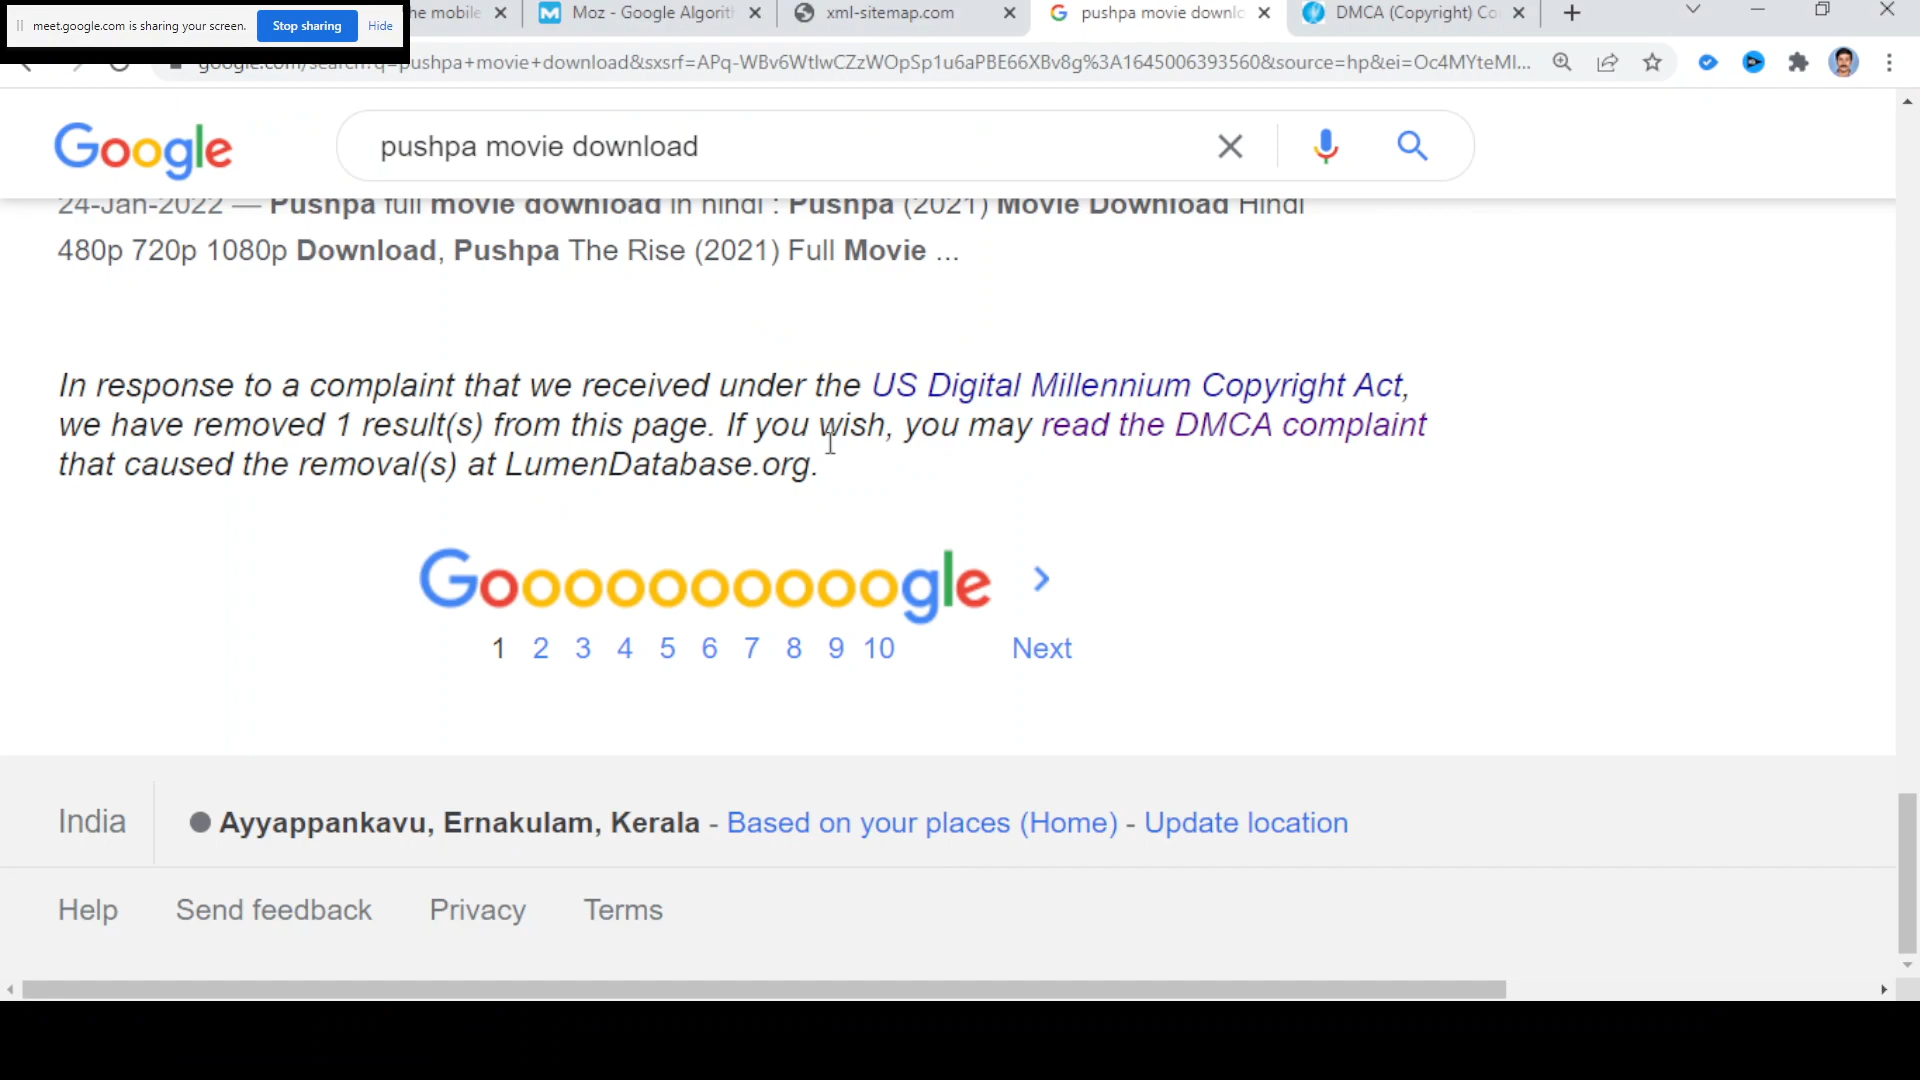 meet.google.com is sharing your screen. Stop sharing Hide
he mobile
Moz - Google Algorit
xml-sitemap.com
pushpa movie downlo
DMCA (Copyright) Co
google.com/search?q=pushpa+movie+download&sxsrf=APq-WBv6WtlwCZzWOpSp1u6aPBE66XBv8g%3A1645006393560&source=hp&ei=Oc4MYteMI...
Google
pushpa movie download
24-Jan-2022 — Pushpa full movie download in hindi : Pushpa (2021) Movie Download Hindi
480p 720p 1080p Download, Pushpa The Rise (2021) Full Movie ...
In response to a complaint that we received under the US Digital Millennium Copyright Act,
we have removed 1 result(s) from this page. If you wish, you may read the DMCA complaint
that caused the removal(s) at LumenDatabase.org.
Goooooooooogle
1 2 3 4 5 6 7 8 9 10 Next
India
Ayyappankavu, Ernakulam, Kerala - Based on your places (Home) - Update location
Help Send feedback Privacy Terms